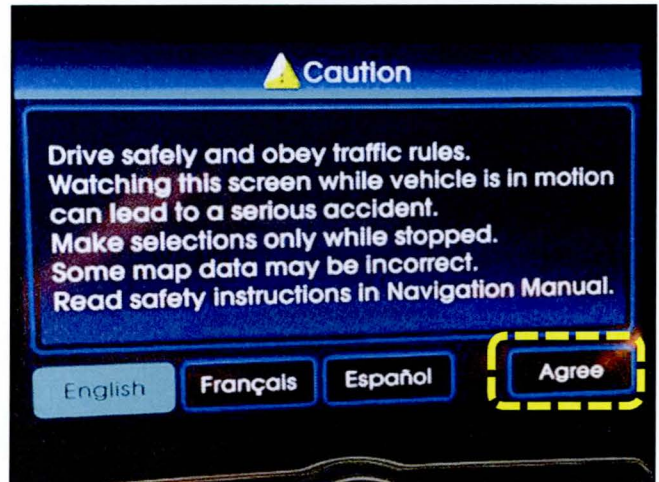 Caution
Drive safely and obey traffic rules.
Watching this screen while vehicle is in motion
can lead to a serious accident.
Make selections only while stopped.
Some map data may be incorrect.
Read safety instructions in Navigation Manual.
English Français Español Agree